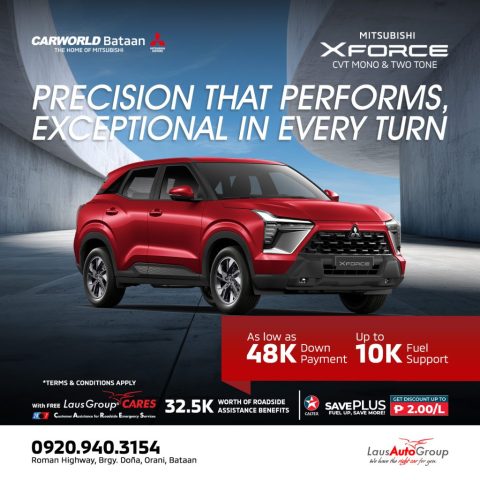 CARWORLD Bataan
THE HOME OF MITSUBISHI
MITSUBISHI MOTORS
MITSUBISHI
XFORCE
CVT MONO & TWO TONE
PRECISION THAT PERFORMS,
EXCEPTIONAL IN EVERY TURN
XFORCE
As low as
48K Down Payment
Up to
10K Fuel Support
*TERMS & CONDITIONS APPLY
With FREE LausGroup CARES
Customer Assistance for Roadside Emergency Services
32.5K WORTH OF ROADSIDE ASSISTANCE BENEFITS
CALTEX
SAVEPLUS
FUEL UP, SAVE MORE!
GET DISCOUNT UP TO
₱ 2.00/L
0920.940.3154
Roman Highway, Brgy. Doña, Orani, Bataan
LausAutoGroup
We have the right car for you.